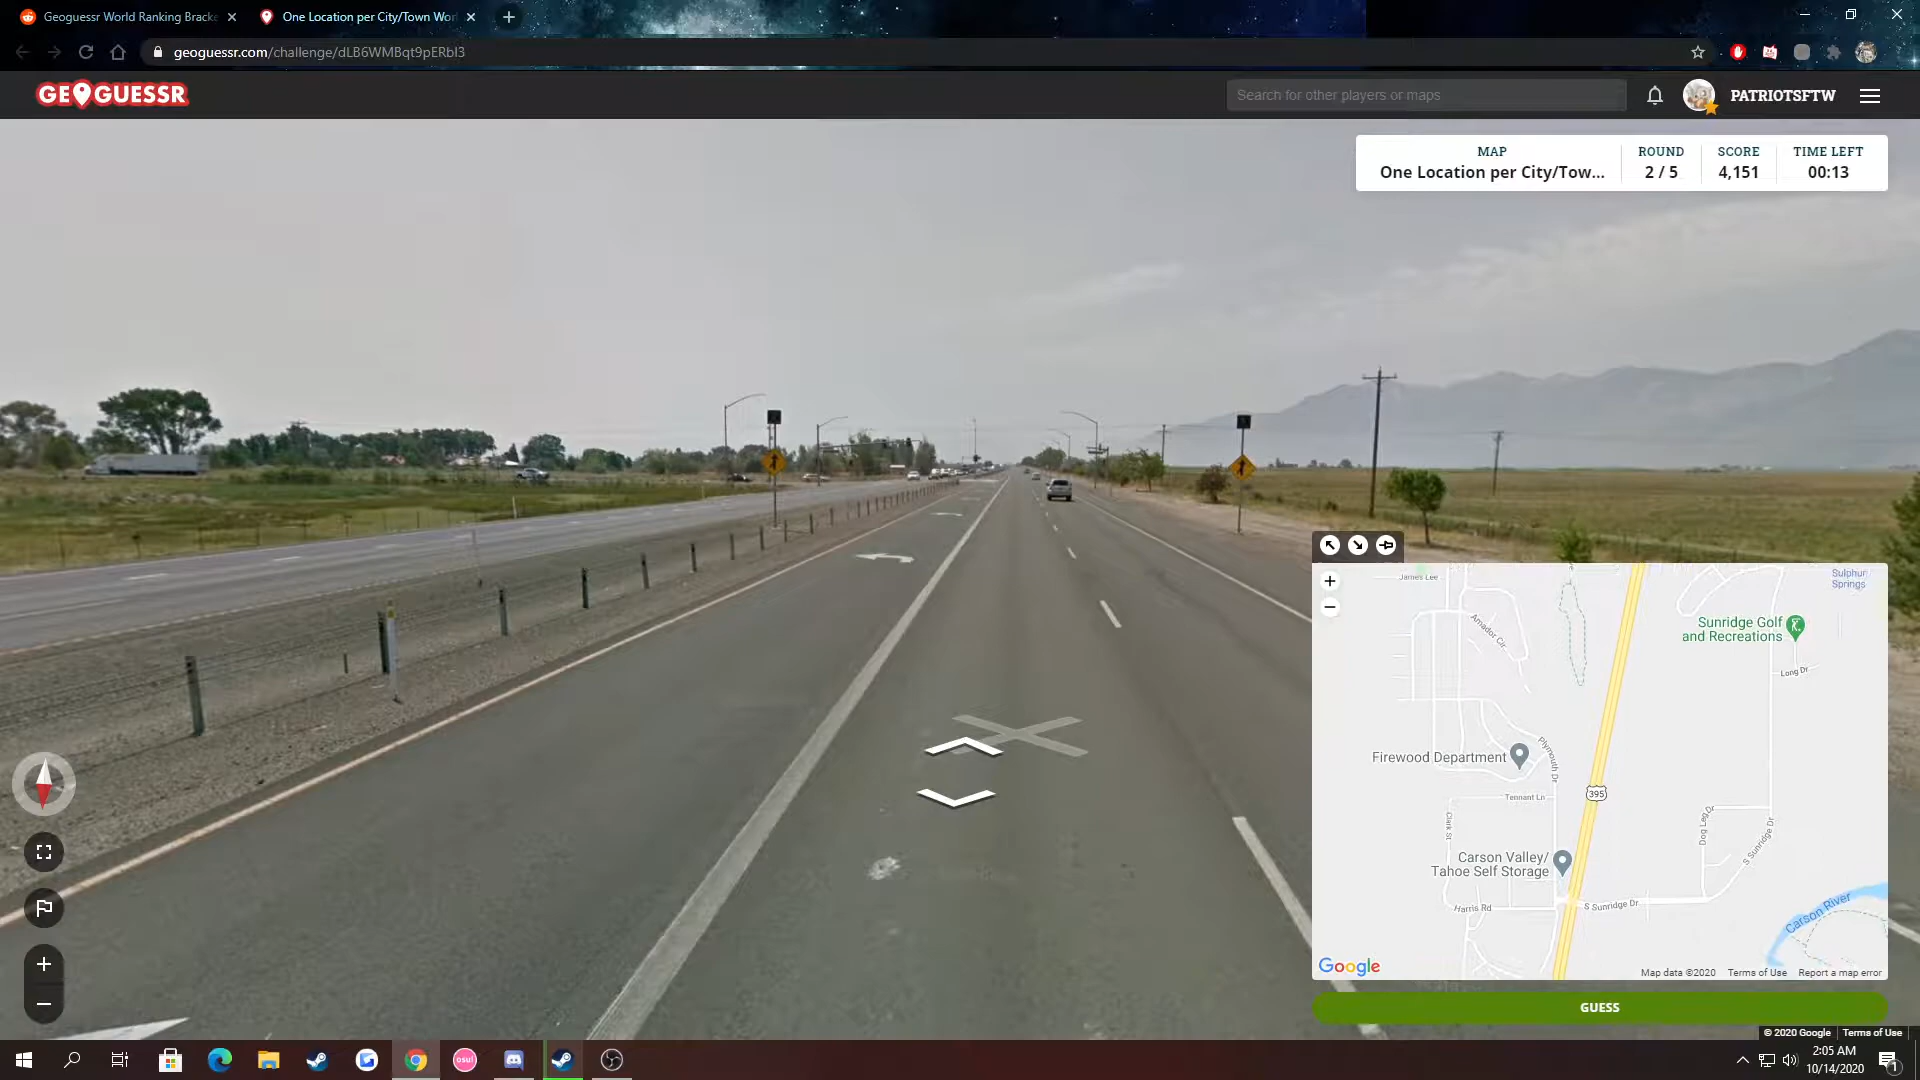 Geoguessr World Ranking Bracke
One Location per City/Town Wor
geoguessr.com/challenge/dLB6WMBqt9pERbI3
GEOGUESSR
Search for other players or maps
PATRIOTSFTW
MAP
One Location per City/Tow...
ROUND
2 / 5
SCORE
4,151
TIME LEFT
00:13
James Lee
Sulphur
Springs
Amador Cir
Sunridge Golf
and Recreations
Long Dr
Firewood Department
Plymouth Dr
Tennant Ln
395
Clark St
Dog Leg Dr
S Sunridge Dr
Carson Valley/
Tahoe Self Storage
Harris Rd
S Sunridge Dr
Carson River
Google
Map data ©2020
Terms of Use
Report a map error
GUESS
© 2020 Google
Terms of Use
osu!
2:05 AM
10/14/2020
1